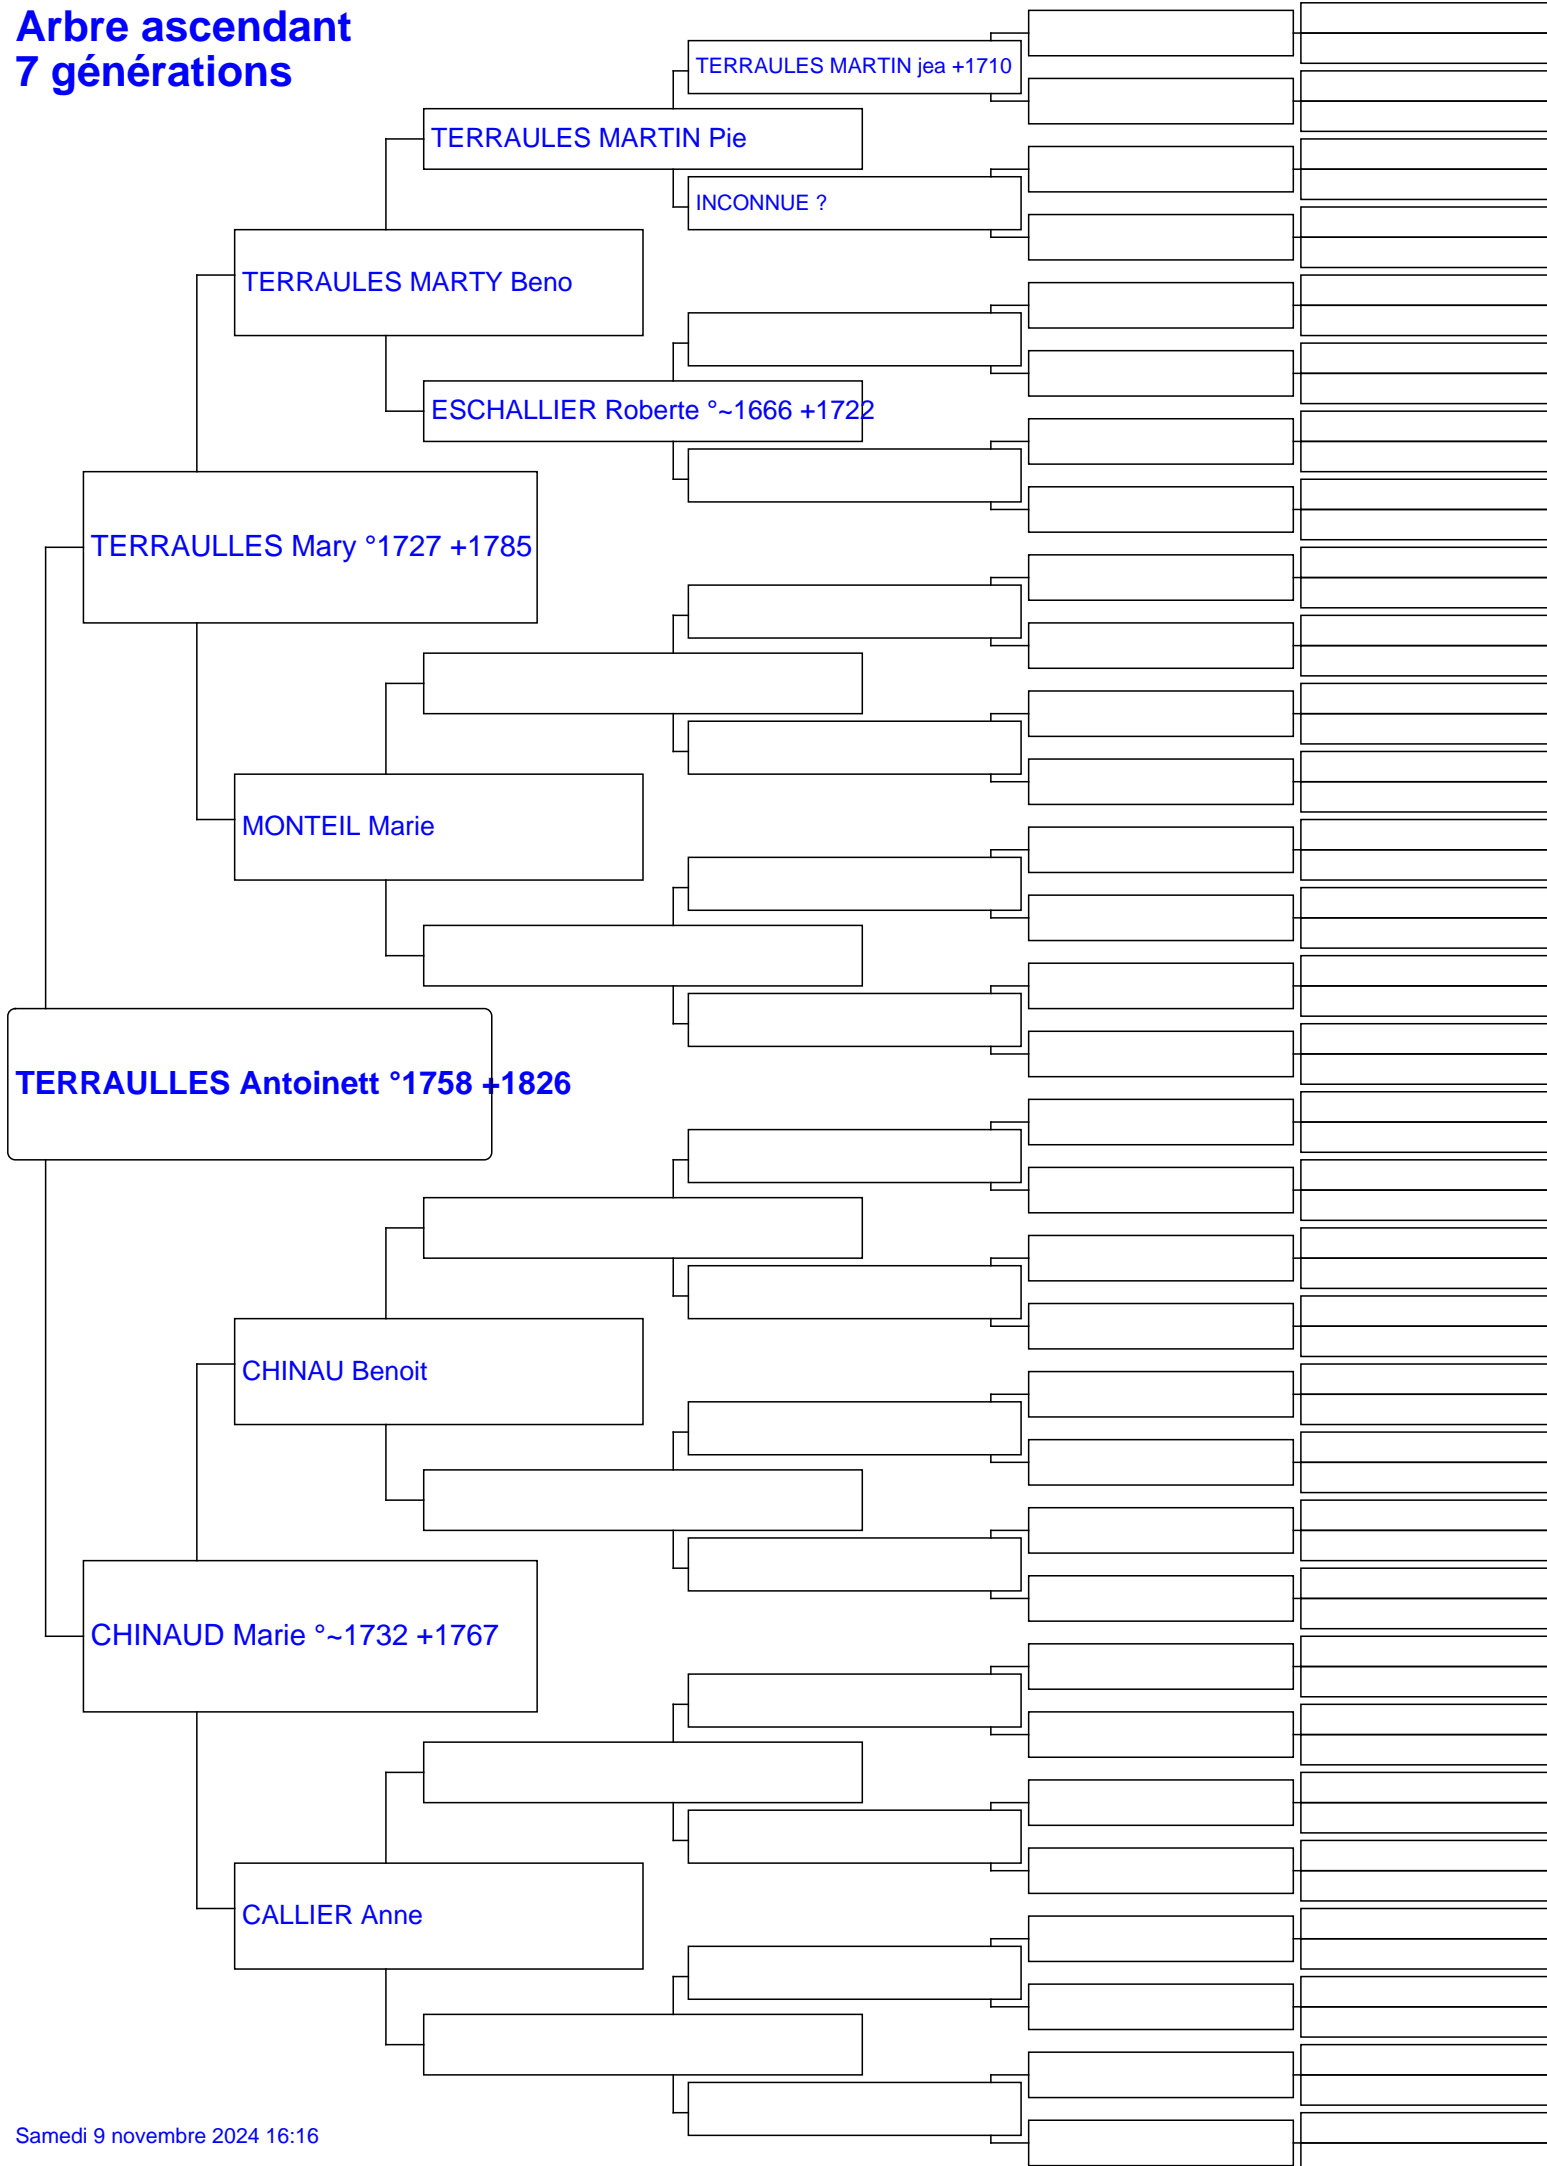 Arbre ascendant
7 générations
TERRAULES MARTIN jea +1710
TERRAULES MARTIN Pie
INCONNUE ?
TERRAULES MARTY Beno
ESCHALLIER Roberte °~1666 +1722
TERRAULLES Mary °1727 +1785
MONTEIL Marie
TERRAULLES Antoinett °1758 +1826
CHINAU Benoit
CHINAUD Marie °~1732 +1767
CALLIER Anne
Samedi 9 novembre 2024 16:16